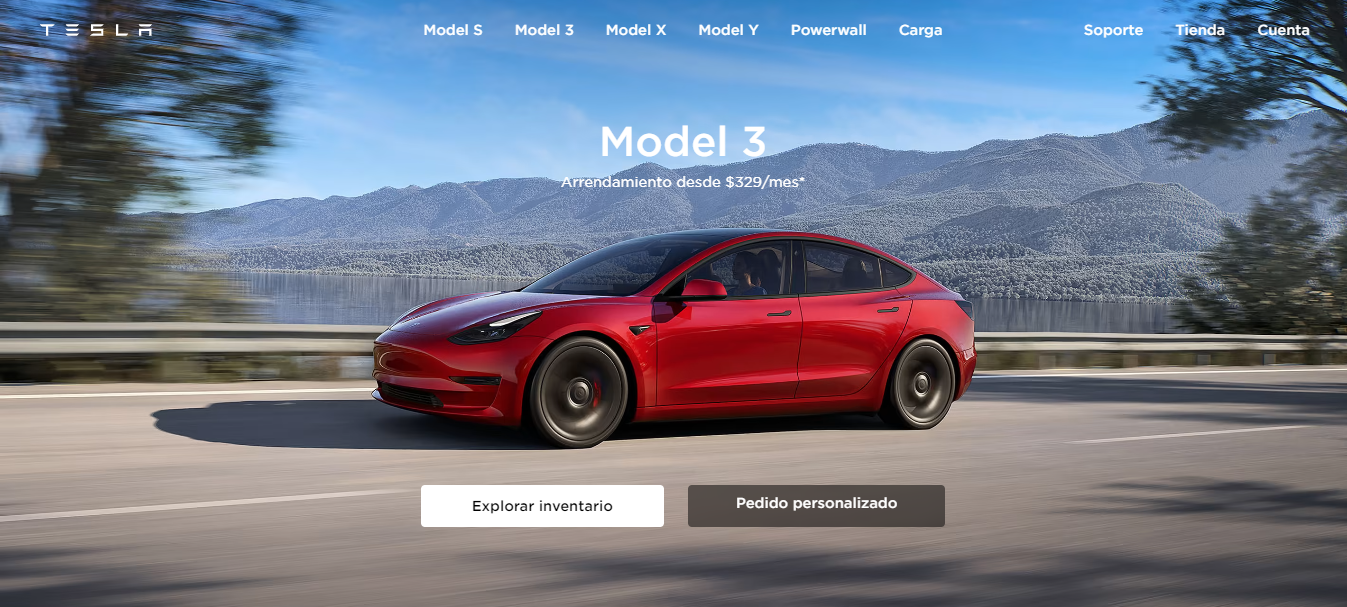 TESLA
Model S Model 3 Model X Model Y Powerwall Carga
Soporte Tienda Cuenta
Model 3
Arrendamiento desde $329/mes*
Explorar inventario
Pedido personalizado